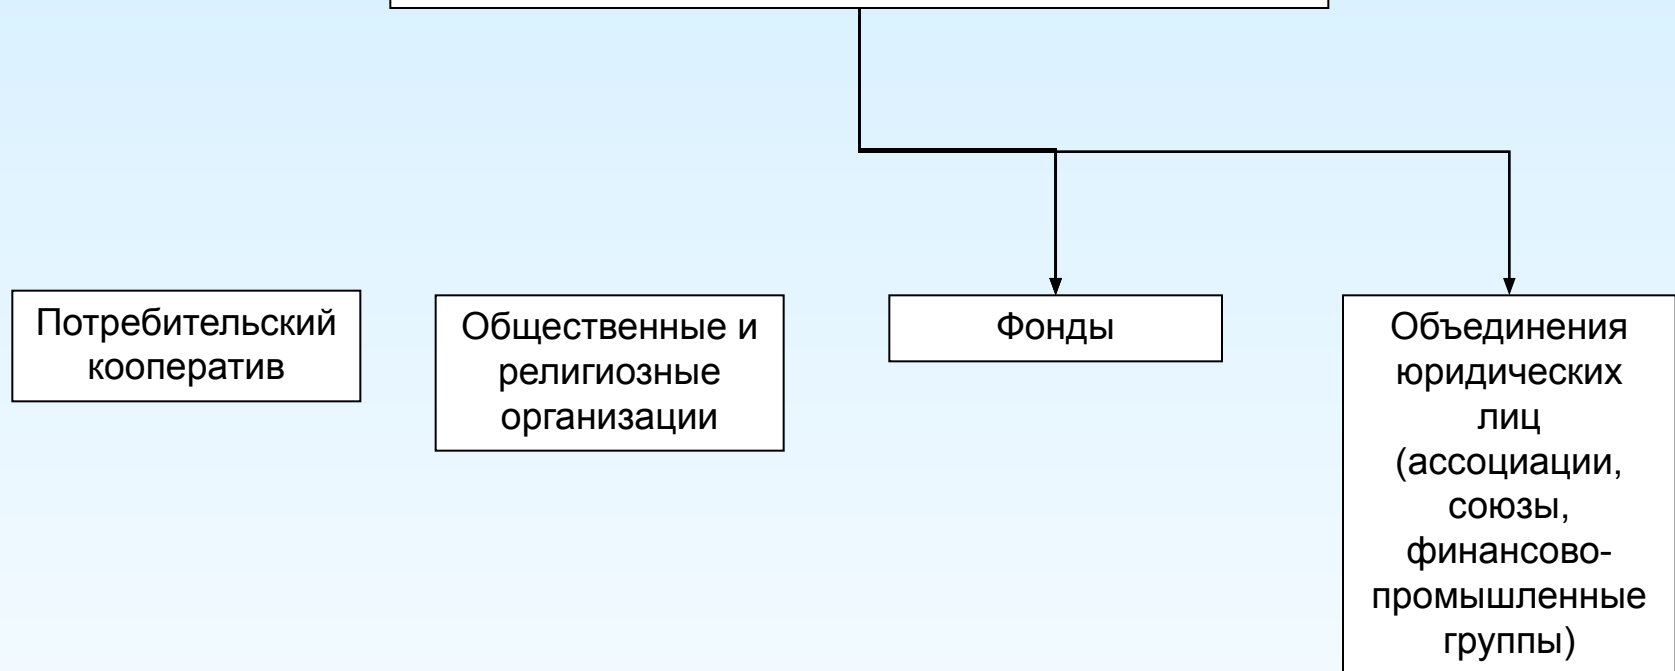 Потребительский
кооператив
Общественные и
религиозные
организации
Фонды
Объединения
юридических
лиц
(ассоциации,
союзы,
финансово-
промышленные
группы)